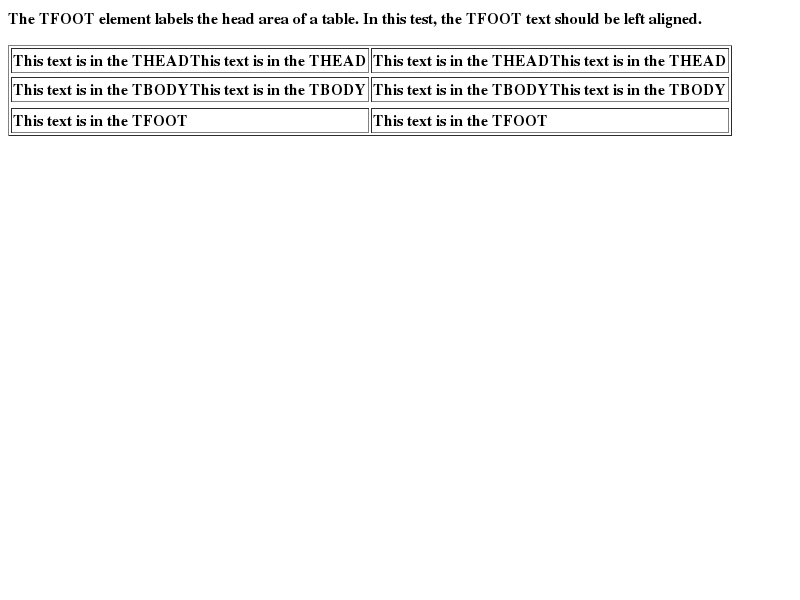 The TFOOT element labels the head area of a table. In this test, the TFOOT text should be left aligned.
This text is in the THEADThis text is in the THEAD This text is in the THEADThis text is in the THEAD
This text is in the TBODYThis text is in the TBODY This text is in the TBODYThis text is in the TBODY
This text is in the TFOOT This text is in the TFOOT